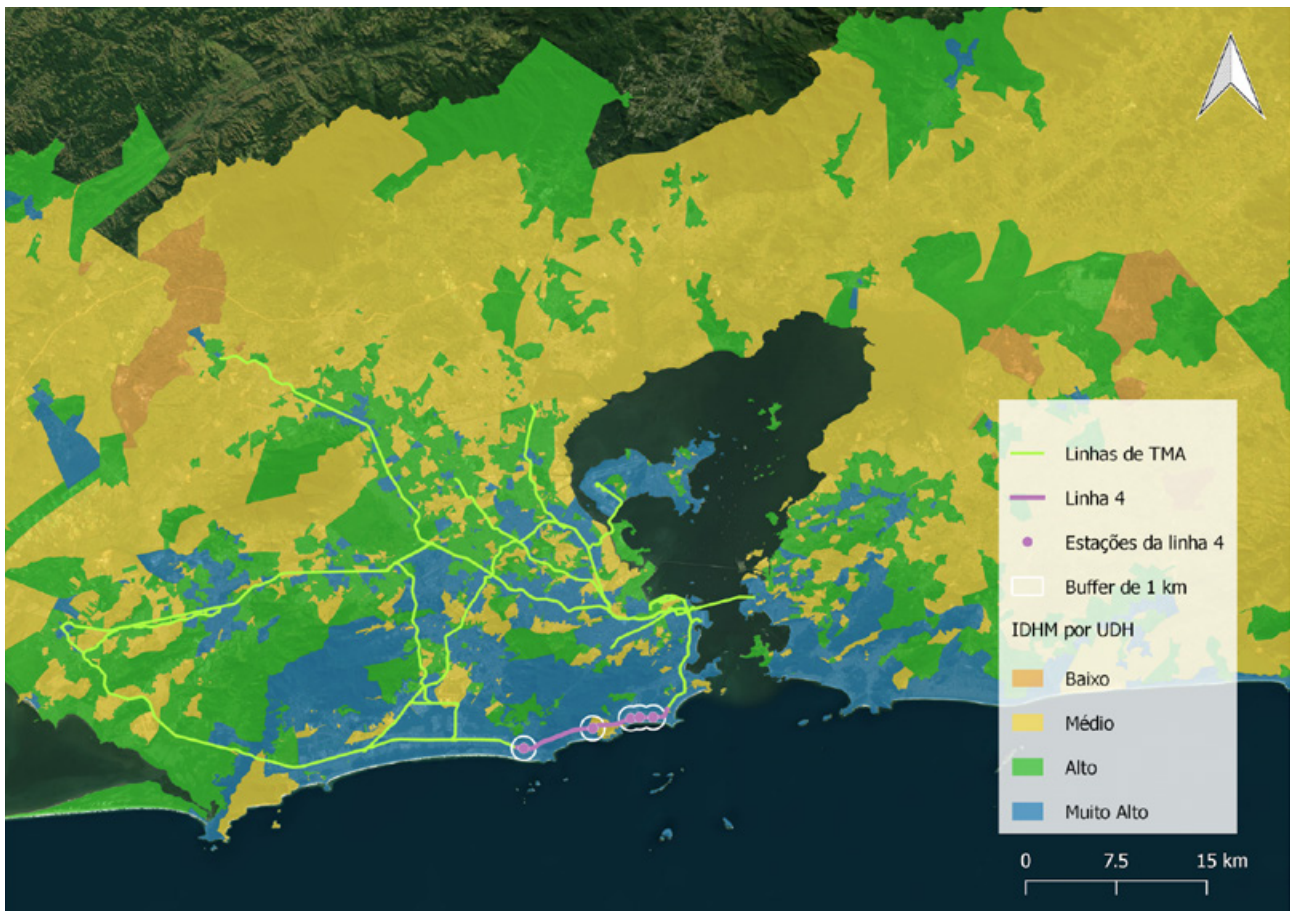 Linhas de TMA
Linha 4
Estações da linha 4
Buffer de 1 km
IDHM por UDH
Baixo
Médio
Alto
Muito Alto
0 7.5 15 km